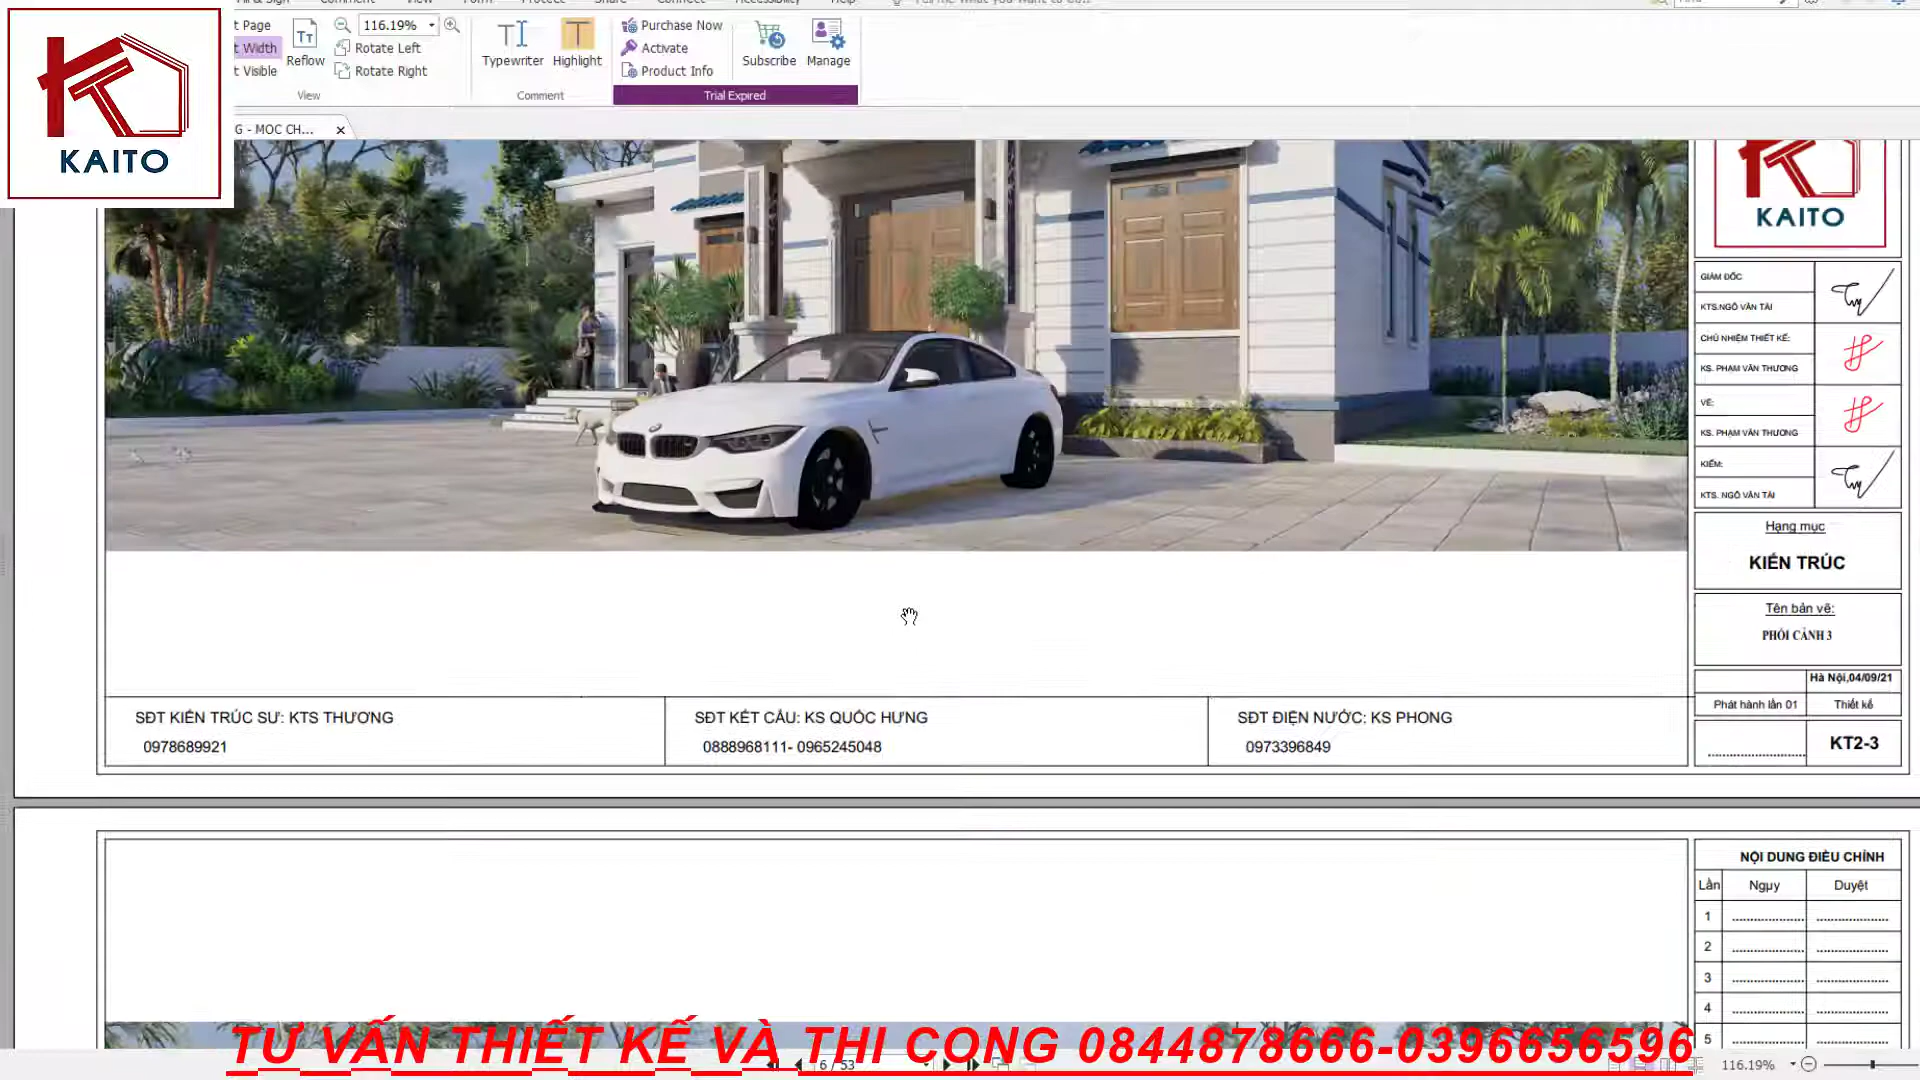 KAITO
t Page
t Width
t Visible
Reflow
116.19%
Rotate Left
Rotate Right
View
Typewriter
Highlight
Comment
Purchase Now
Activate
Product Info
Trial Expired
Subscribe
Manage
G - MOC CH...
KAITO
GIÁM ĐỐC
KTS.NGÔ VĂN TÀI
CHỦ NHIỆM THIẾT KẾ:
KS. PHẠM VĂN THƯƠNG
VẼ:
KS. PHẠM VĂN THƯƠNG
KIỂM:
KTS. NGÔ VĂN TÀI
Hạng mục
KIẾN TRÚC
Tên bản vẽ:
PHỐI CẢNH 3
Hà Nội,04/09/21
Phát hành lần 01 Thiết kế
KT2-3
SĐT KIẾN TRÚC SƯ: KTS THƯƠNG
0978689921
SĐT KẾT CẤU: KS QUỐC HƯNG
0888968111- 0965245048
SĐT ĐIỆN NƯỚC: KS PHONG
0973396849
NỘI DUNG ĐIỀU CHỈNH
Lần Ngμy Duyệt
1
2
3
4
5
TƯ VẤN THIẾT KẾ VÀ THI CONG 0844878666-0396656596
6 / 53
116.19%